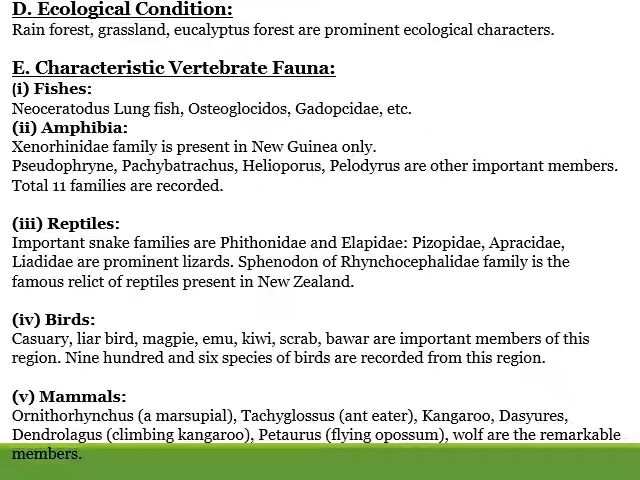 D. Ecological Condition:
Rain forest, grassland, eucalyptus forest are prominent ecological characters.
E. Characteristic Vertebrate Fauna:
(i) Fishes:
Neoceratodus Lung fish, Osteoglocidos, Gadopcidae, etc.
(ii) Amphibia:
Xenorhinidae family is present in New Guinea only.
Pseudophryne, Pachybatrachus, Helioporus, Pelodyrus are other important members.
Total 11 families are recorded.
(iii) Reptiles:
Important snake families are Phithonidae and Elapidae: Pizopidae, Apracidae,
Liadidae are prominent lizards. Sphenodon of Rhynchocephalidae family is the
famous relict of reptiles present in New Zealand.
(iv) Birds:
Casuary, liar bird, magpie, emu, kiwi, scrab, bawar are important members of this
region. Nine hundred and six species of birds are recorded from this region.
(v) Mammals:
Ornithorhynchus (a marsupial), Tachyglossus (ant eater), Kangaroo, Dasyures,
Dendrolagus (climbing kangaroo), Petaurus (flying opossum), wolf are the remarkable
members.